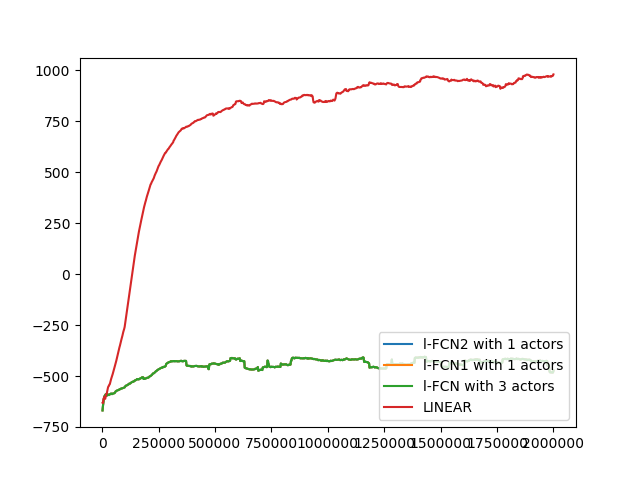 1000
750
500
250
0
−250
−500
−750
l-FCN2 with 1 actors
l-FCN1 with 1 actors
l-FCN with 3 actors
LINEAR
0 250000 500000 750000 1000000 1250000 1500000 1750000 2000000